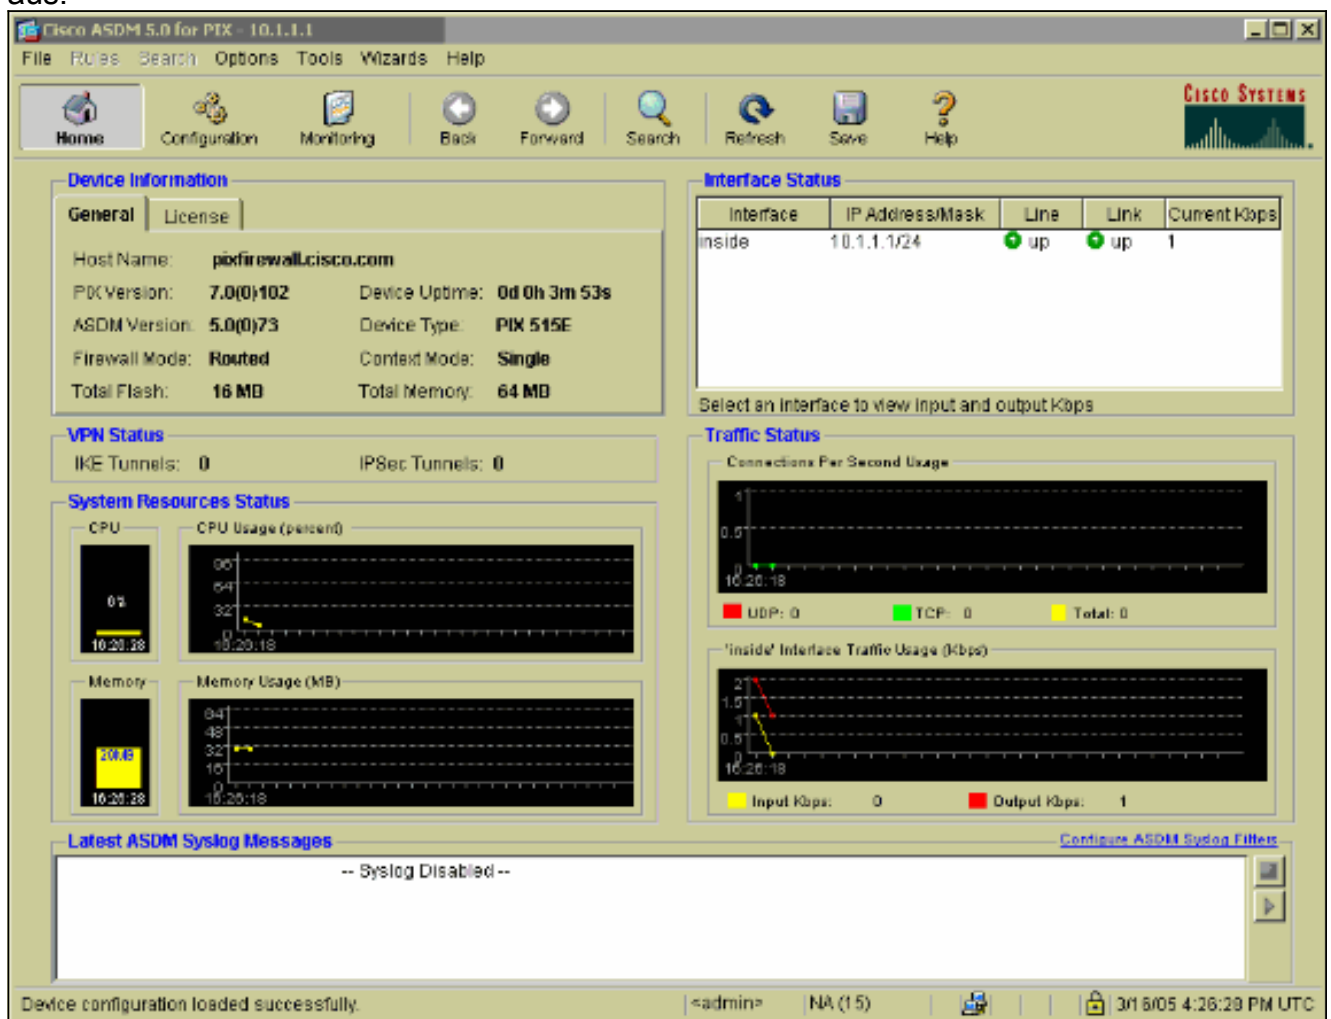 aus.
Cisco ASDM 5.0 for PIX - 10.1.1.1
File Rules Search Options Tools Wizards Help
Home Configuration Monitoring Back Forward Search Refresh Save Help
CISCO SYSTEMS
Device Information
General License
Host Name: pixfirewall.cisco.com
PIX Version: 7.0(0)102 Device Uptime: 0d 0h 3m 53s
ASDM Version: 5.0(0)73 Device Type: PIX 515E
Firewall Mode: Routed Context Mode: Single
Total Flash: 16 MB Total Memory: 64 MB
Interface Status
Interface IP Address/Mask Line Link Current Kbps
inside 10.1.1.1/24 up up 1
Select an interface to view input and output Kbps
VPN Status
IKE Tunnels: 0 IPSec Tunnels: 0
System Resources Status
CPU
0%
16:26:28
CPU Usage (percent)
96
64
32
0
16:26:18
Memory
16:26:28
Memory Usage (MB)
64
48
32
16
0
16:26:18
Traffic Status
Connections Per Second Usage
1
0.5
0
16:26:18
UDP: 0 TCP: 0 Total: 0
'inside' Interface Traffic Usage (Kbps)
2
1.5
1
0.5
0
16:26:18
Input Kbps: 0 Output Kbps: 1
Latest ASDM Syslog Messages
Configure ASDM Syslog Filters
-- Syslog Disabled --
Device configuration loaded successfully. <admin> NA (15) 3/16/05 4:26:28 PM UTC